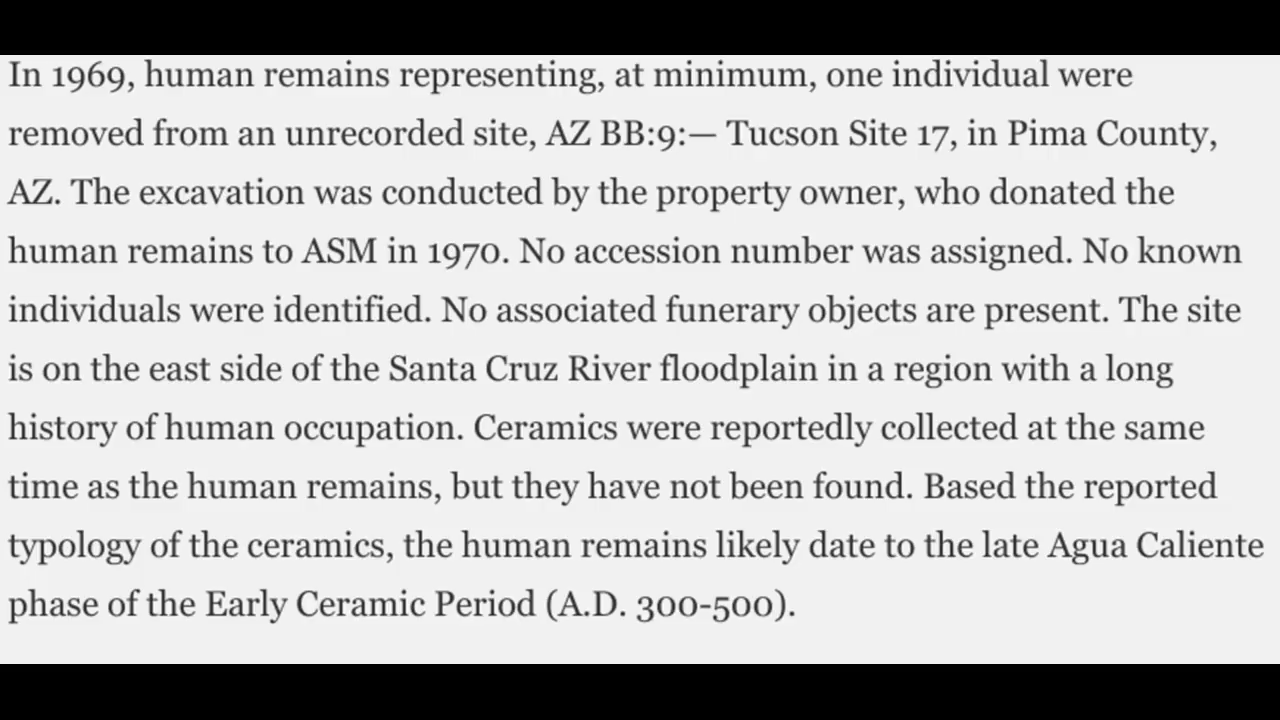 In 1969, human remains representing, at minimum, one individual were
removed from an unrecorded site, AZ BB:9:— Tucson Site 17, in Pima County,
AZ. The excavation was conducted by the property owner, who donated the
human remains to ASM in 1970. No accession number was assigned. No known
individuals were identified. No associated funerary objects are present. The site
is on the east side of the Santa Cruz River floodplain in a region with a long
history of human occupation. Ceramics were reportedly collected at the same
time as the human remains, but they have not been found. Based the reported
typology of the ceramics, the human remains likely date to the late Agua Caliente
phase of the Early Ceramic Period (A.D. 300-500).